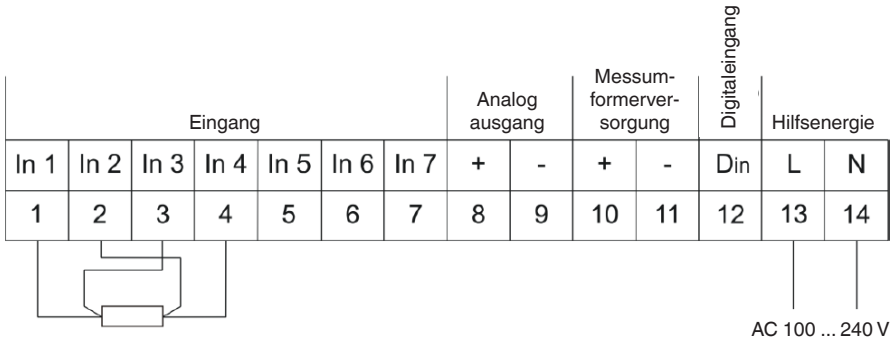 Eingang
Analog
ausgang
Messum-
formerver-
sorgung
Digitaleingang
Hilfsenergie
In 1 In 2 In 3 In 4 In 5 In 6 In 7 + - + - Din L N
1 2 3 4 5 6 7 8 9 10 11 12 13 14
AC 100 ... 240 V